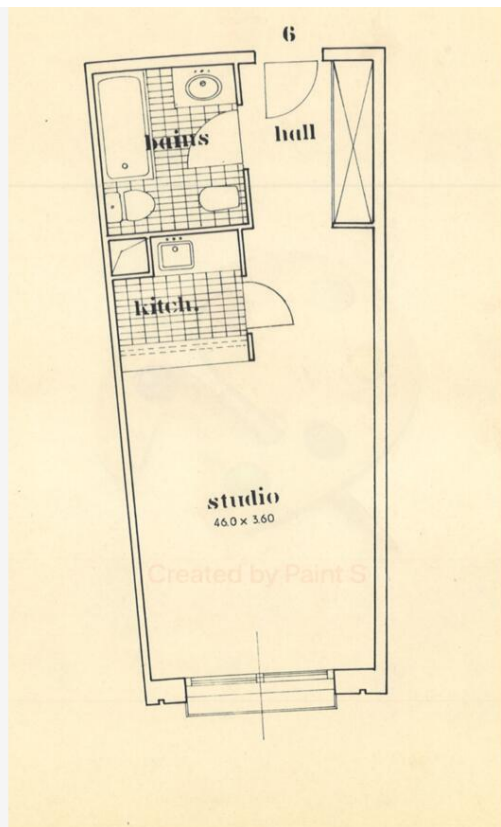 6
bains
hall
kitch.
studio
46.0 x 3.60
Created by Paint S